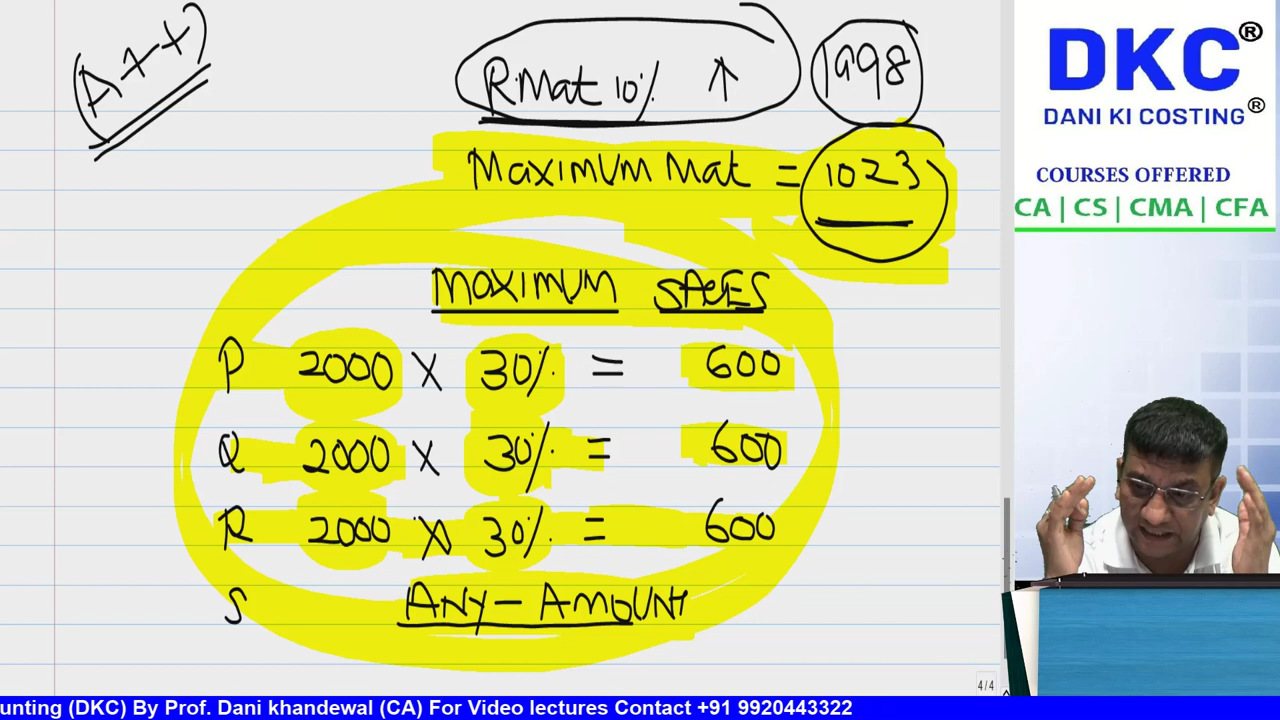 (A++)
R.Mat 10% ↑ 1998
MAXIMUM Mat = 1023
MAXIMUM SALES
P 2000 X 30% = 600
Q 2000 X 30% = 600
R 2000 X 30% = 600
S ANY - AMOUNT
4/4
DKC®
DANI KI COSTING®
COURSES OFFERED
CA | CS | CMA | CFA
unting (DKC) By Prof. Dani khandewal (CA) For Video lectures Contact +91 9920443322